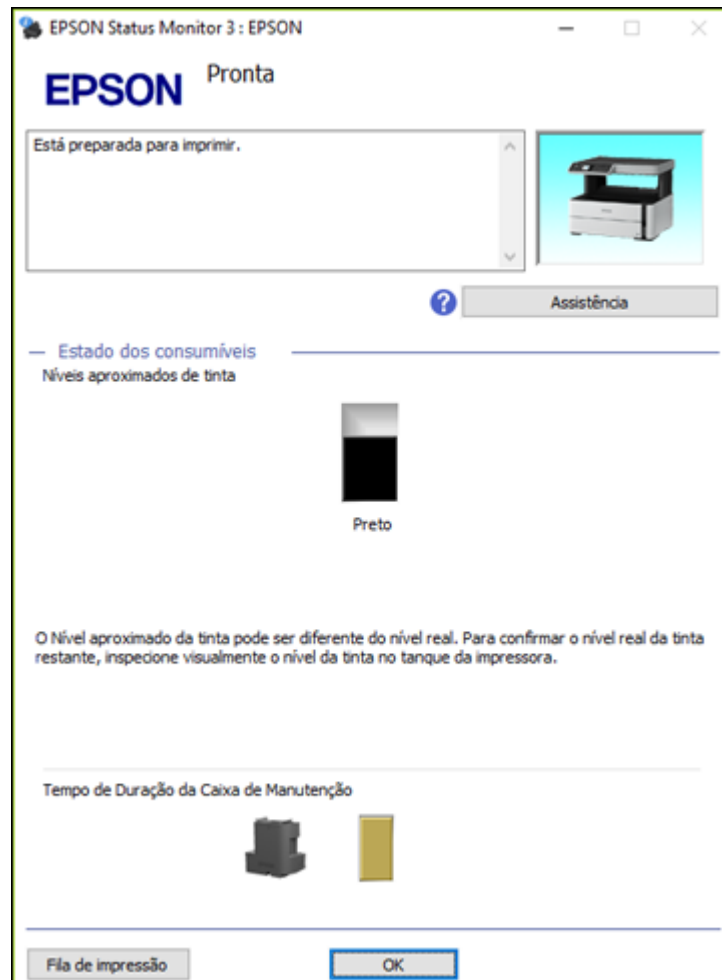 EPSON Status Monitor 3 : EPSON
EPSON
Pronta
Está preparada para imprimir.
Assistência
Estado dos consumíveis
Níveis aproximados de tinta
Preto
O Nível aproximado da tinta pode ser diferente do nível real. Para confirmar o nível real da tinta
restante, inspecione visualmente o nível da tinta no tanque da impressora.
Tempo de Duração da Caixa de Manutenção
Fila de impressão
OK